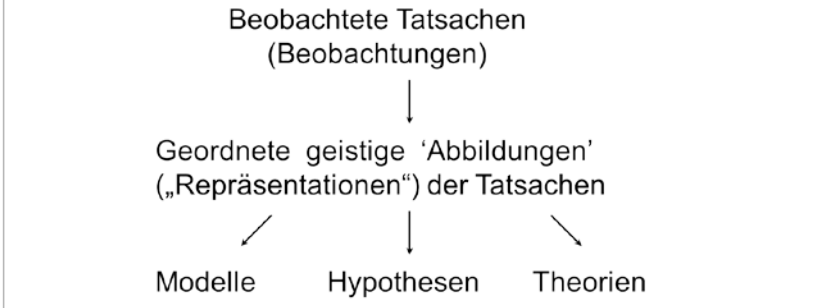 Beobachtete Tatsachen
(Beobachtungen)
Geordnete geistige ‘Abbildungen’
(„Repräsentationen“) der Tatsachen
Modelle Hypothesen Theorien